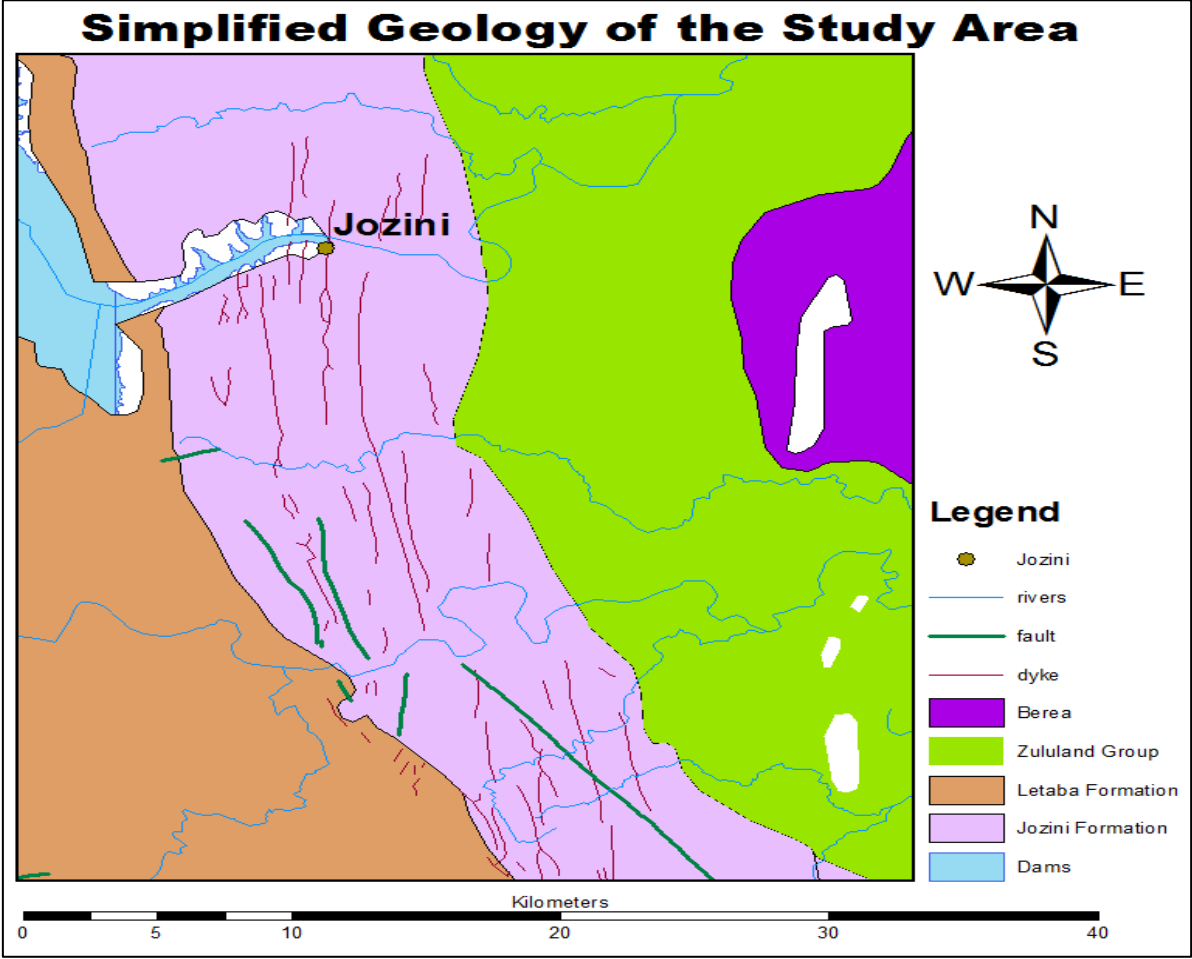 Simplified Geology of the Study Area
Jozini
N
W E
S
Legend
Jozini
rivers
fault
dyke
Berea
Zululand Group
Letaba Formation
Jozini Formation
Dams
Kilometers
0 5 10 20 30 40